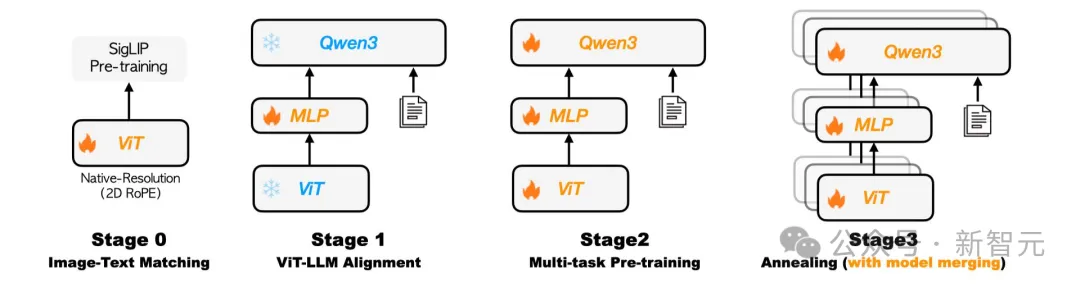 SigLIP
Pre-training
ViT
Native-Resolution
(2D RoPE)
Stage 0
Image-Text Matching
Qwen3
MLP
ViT
Stage 1
ViT-LLM Alignment
Qwen3
MLP
ViT
Stage2
Multi-task Pre-training
Qwen3
MLP
ViT
Stage3
Annealing (with model merging)
公众号·新智元